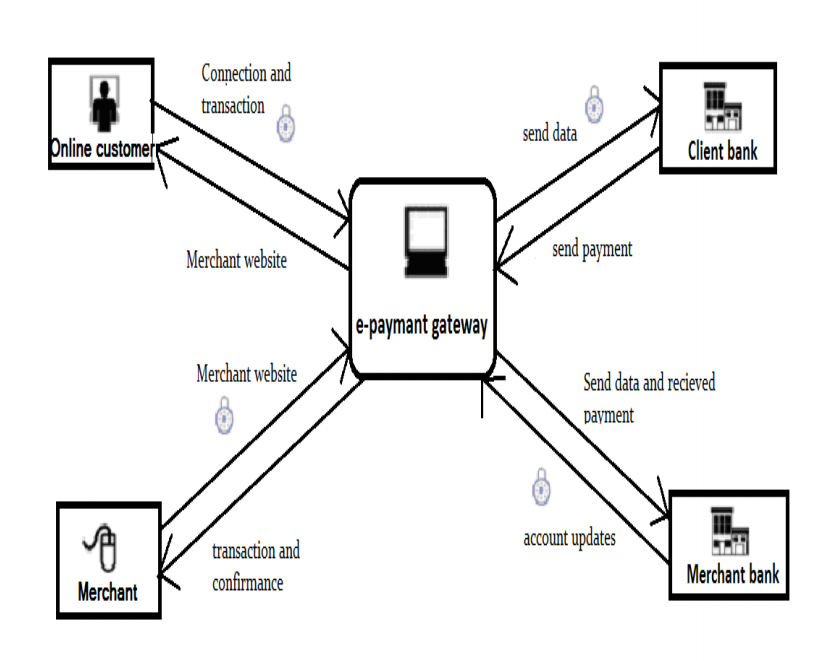 Connection and
transaction
Online customer
send data
Client bank
Merchant website
send payment
e-paymant gateway
Merchant website
Send data and recieved
payment
account updates
transaction and
confirmance
Merchant
Merchant bank